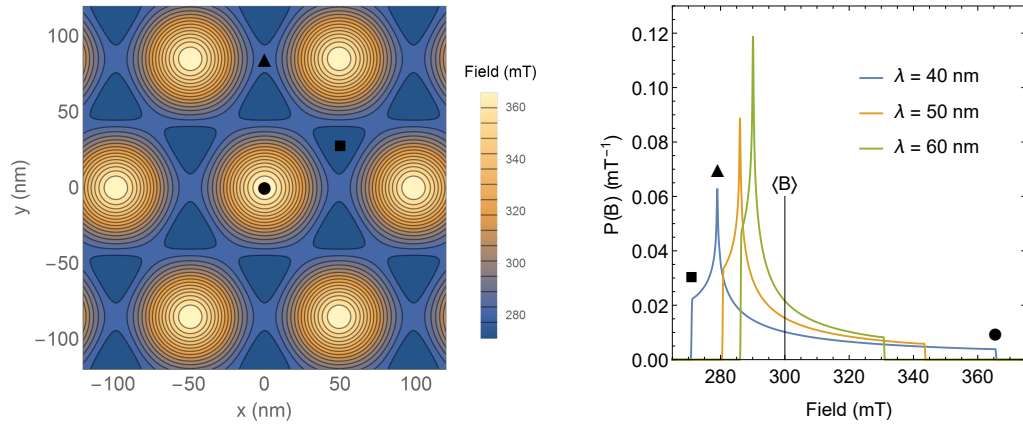 100
50
0
−50
−100
y (nm)
−100 −50 0 50 100
x (nm)
Field (mT)
360
340
320
300
280
0.12
0.10
0.08
0.06
0.04
0.02
0.00
P(B) (mT⁻¹)
λ = 40 nm
λ = 50 nm
λ = 60 nm
⟨B⟩
280 300 320 340 360
Field (mT)